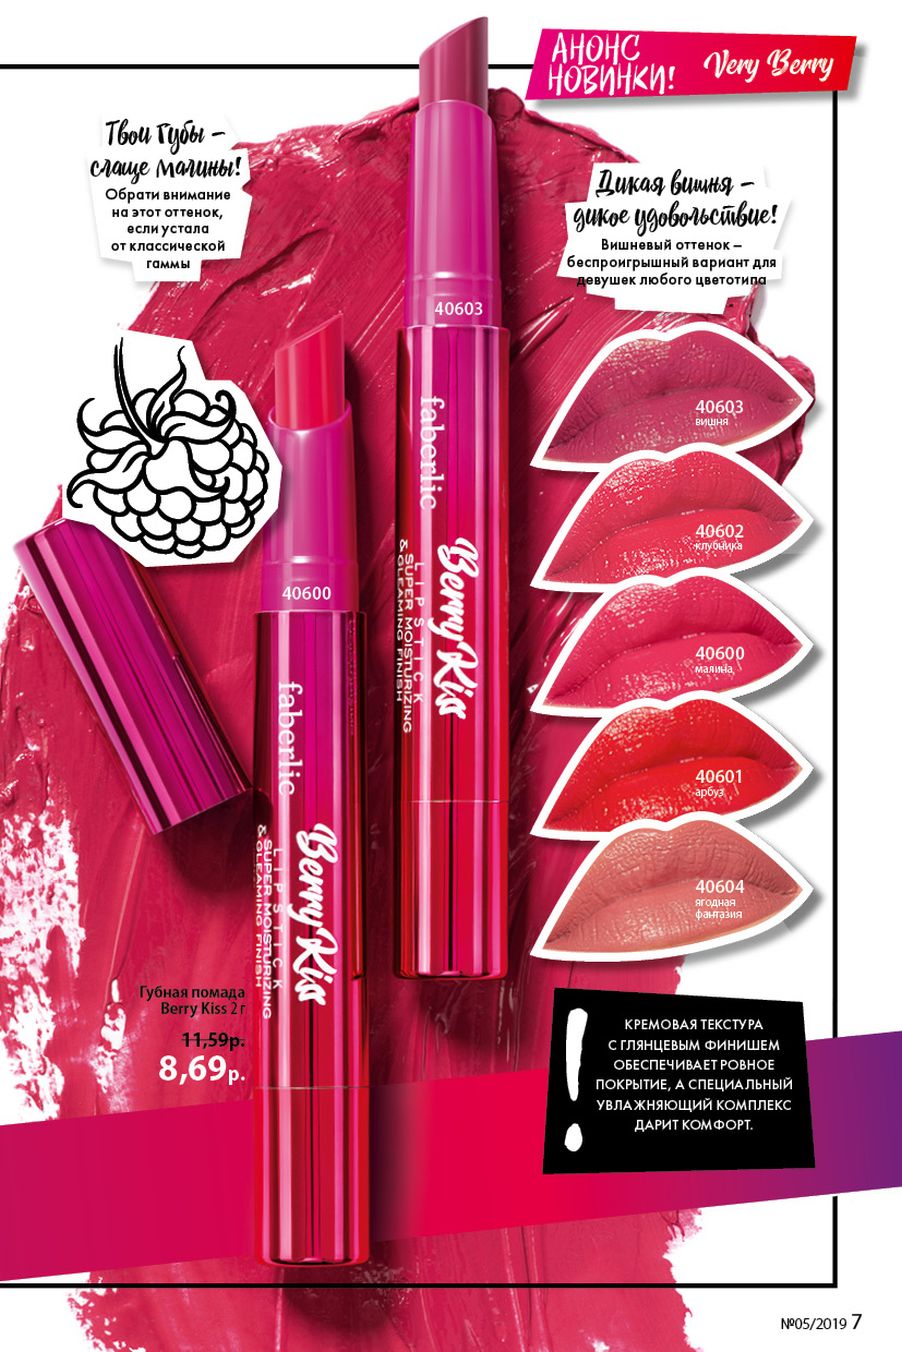 АНОНС
НОВИНКИ!
Very Berry
Твои губы –
слаще малины!
Обрати внимание
на этот оттенок,
если устала
от классической
гаммы
Дикая вишня –
дикое удовольствие!
Вишневый оттенок –
беспроигрышный вариант для
девушек любого цветотипа
40603
faberlic
Berry Kiss
LIPSTICK
SUPER MOISTURIZING
& GLEAMING FINISH
40600
faberlic
Berry Kiss
LIPSTICK
SUPER MOISTURIZING
& GLEAMING FINISH
40603
вишня
40602
клубника
40600
малина
40601
арбуз
40604
ягодная
фантазия
Губная помада
Berry Kiss 2 г
11,59р.
8,69р.
!
КРЕМОВАЯ ТЕКСТУРА
С ГЛЯНЦЕВЫМ ФИНИШЕМ
ОБЕСПЕЧИВАЕТ РОВНОЕ
ПОКРЫТИЕ, А СПЕЦИАЛЬНЫЙ
УВЛАЖНЯЮЩИЙ КОМПЛЕКС
ДАРИТ КОМФОРТ.
№05/2019 7